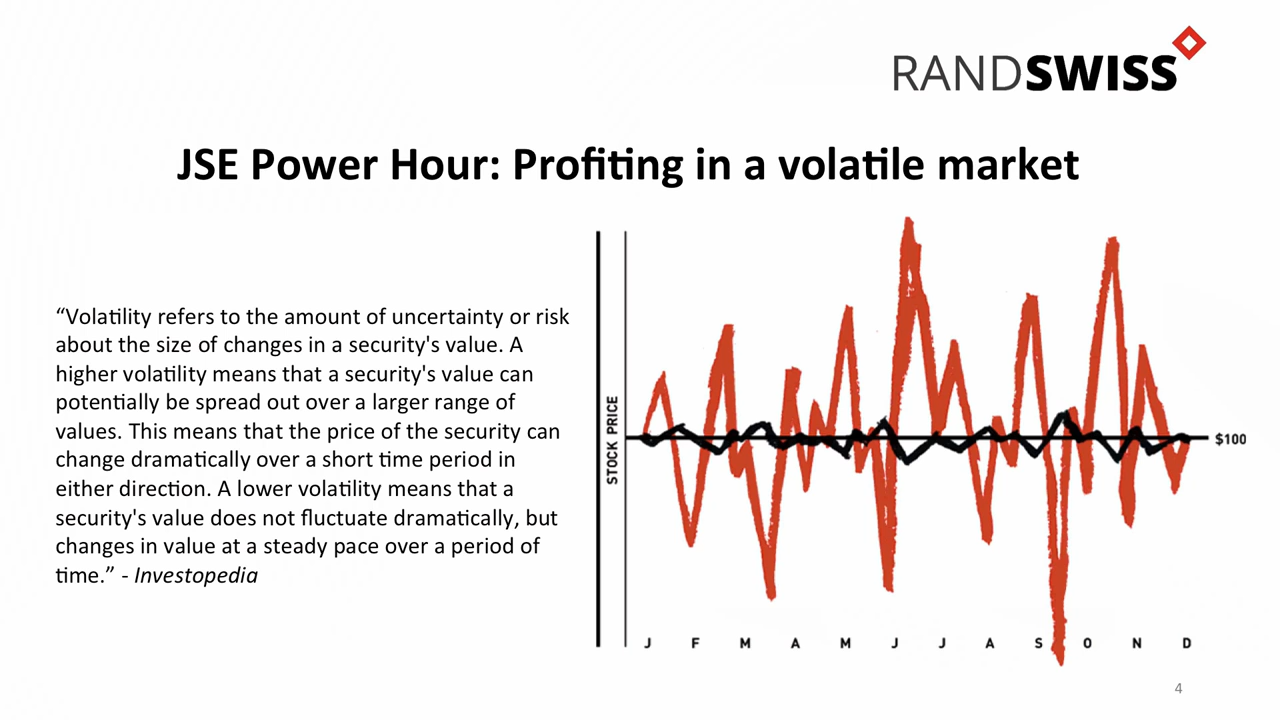 RANDSWISS
JSE Power Hour: Profiting in a volatile market
“Volatility refers to the amount of uncertainty or risk
about the size of changes in a security's value. A
higher volatility means that a security's value can
potentially be spread out over a larger range of
values. This means that the price of the security can
change dramatically over a short time period in
either direction. A lower volatility means that a
security's value does not fluctuate dramatically, but
changes in value at a steady pace over a period of
time.” - Investopedia
STOCK PRICE
$100
J F M A M J J A S O N D
4